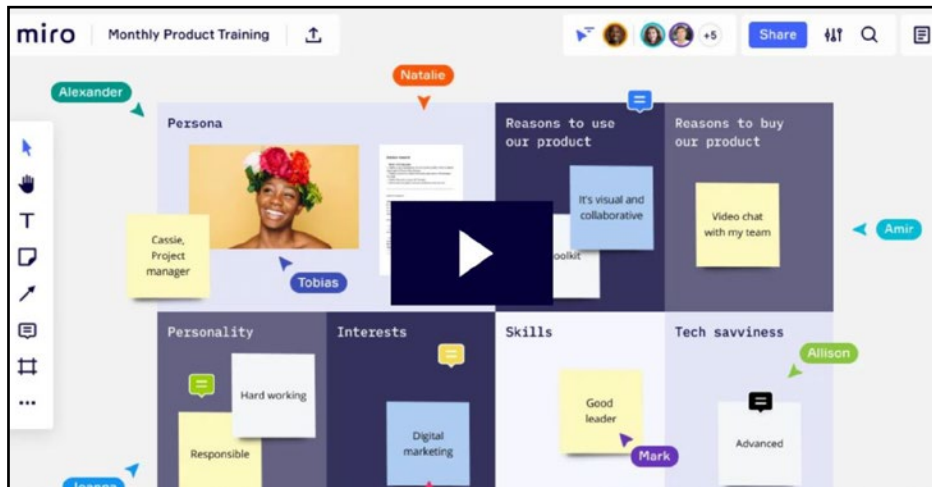 miro
Monthly Product Training
+5
Share
Alexander
Natalie
Persona
Reasons to use
our product
Reasons to buy
our product
It's visual and
collaborative
oolkit
Video chat
with my team
Cassie,
Project
manager
Tobias
Amir
T
Personality
Interests
Skills
Tech savviness
Allison
Hard working
Responsible
Digital
marketing
Good
leader
Mark
Advanced